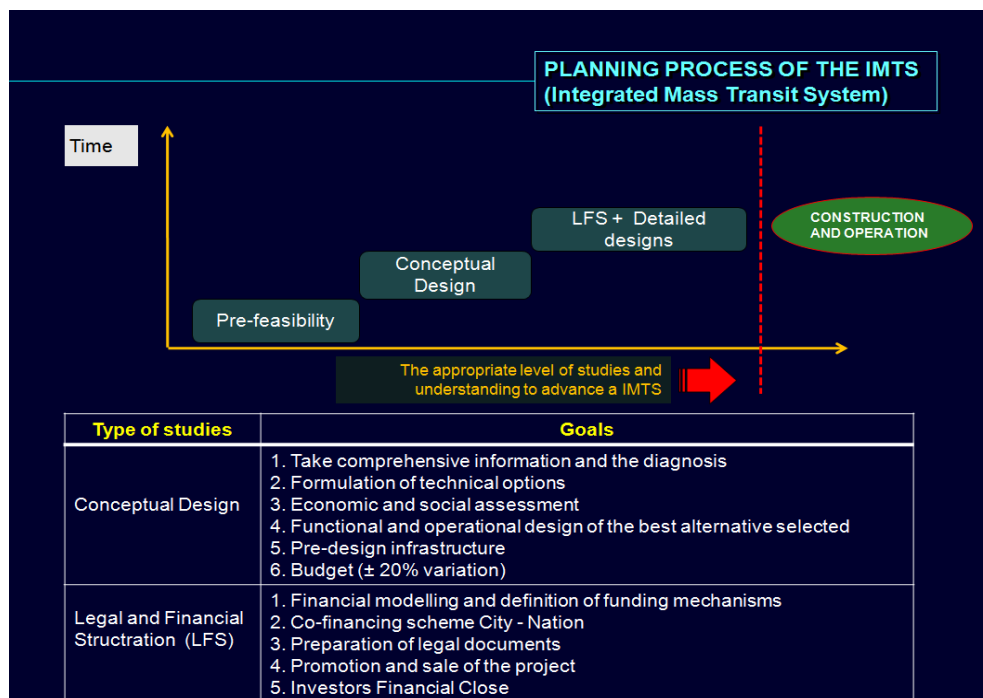 PLANNING PROCESS OF THE IMTS
(Integrated Mass Transit System)
Time
LFS + Detailed
designs
CONSTRUCTION
AND OPERATION
Conceptual
Design
Pre-feasibility
The appropriate level of studies and
understanding to advance a IMTS
Type of studies
Goals
Conceptual Design
1. Take comprehensive information and the diagnosis
2. Formulation of technical options
3. Economic and social assessment
4. Functional and operational design of the best alternative selected
5. Pre-design infrastructure
6. Budget (± 20% variation)
Legal and Financial
Structration (LFS)
1. Financial modelling and definition of funding mechanisms
2. Co-financing scheme City - Nation
3. Preparation of legal documents
4. Promotion and sale of the project
5. Investors Financial Close